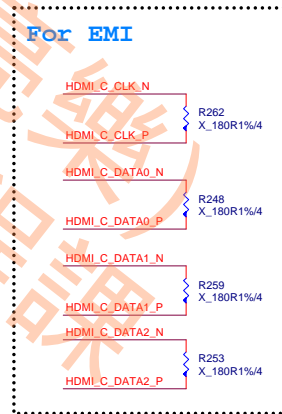 For EMI
HDMI_C_CLK_N
R262
X_180R1%/4
HDMI_C_CLK_P
HDMI_C_DATA0_N
R248
X_180R1%/4
HDMI_C_DATA0_P
HDMI_C_DATA1_N
R259
X_180R1%/4
HDMI_C_DATA1_P
HDMI_C_DATA2_N
R253
X_180R1%/4
HDMI_C_DATA2_P